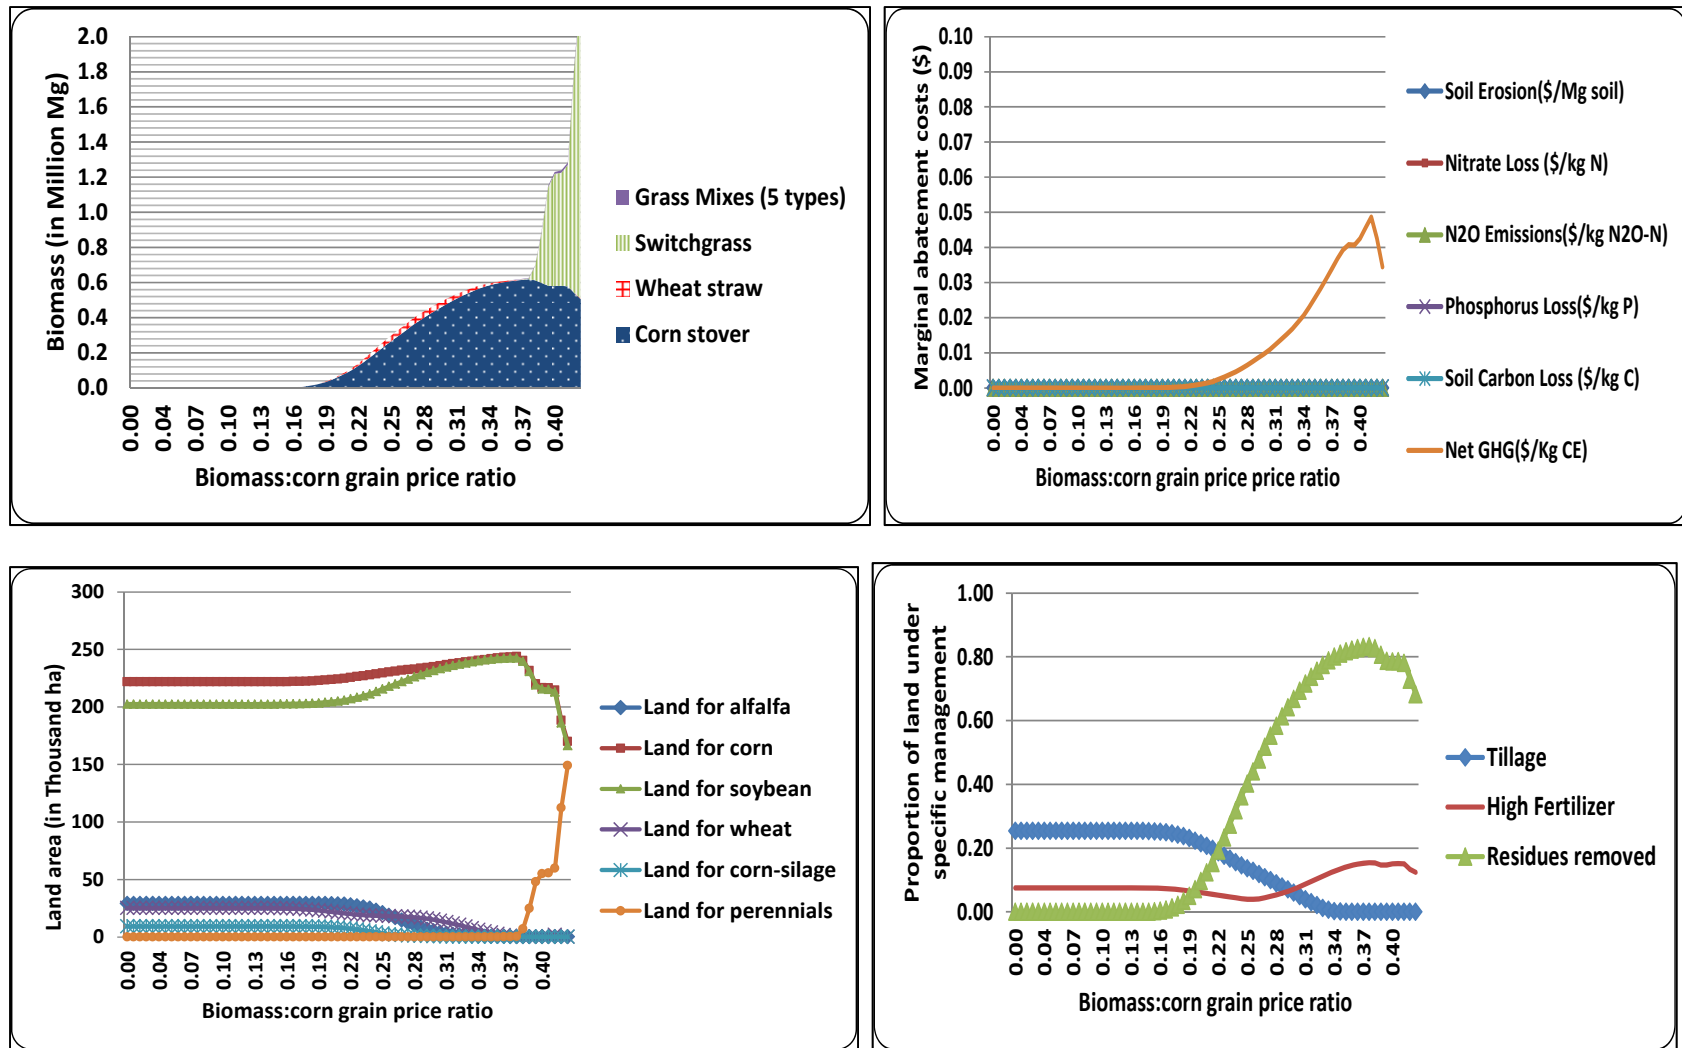 2.0
1.8
1.6
1.4
1.2
1.0
0.8
0.6
0.4
0.2
0.0
Biomass (in Million Mg)
0.00 0.04 0.07 0.10 0.13 0.16 0.19 0.22 0.25 0.28 0.31 0.34 0.37 0.40
Biomass:corn grain price ratio
Grass Mixes (5 types)
Switchgrass
Wheat straw
Corn stover
0.10
0.09
0.08
0.07
0.06
0.05
0.04
0.03
0.02
0.01
0.00
Marginal abatement costs ($)
0.00 0.04 0.07 0.10 0.13 0.16 0.19 0.22 0.25 0.28 0.31 0.34 0.37 0.40
Biomass:corn grain price price ratio
Soil Erosion($/Mg soil)
Nitrate Loss ($/kg N)
N2O Emissions($/kg N2O-N)
Phosphorus Loss($/kg P)
Soil Carbon Loss ($/kg C)
Net GHG($/Kg CE)
300
250
200
150
100
50
0
Land area (in Thousand ha)
0.00 0.04 0.07 0.10 0.13 0.16 0.19 0.22 0.25 0.28 0.31 0.34 0.37 0.40
Biomass:corn grain price ratio
Land for alfalfa
Land for corn
Land for soybean
Land for wheat
Land for corn-silage
Land for perennials
1.00
0.80
0.60
0.40
0.20
0.00
Proportion of land under
specific management
0.00 0.04 0.07 0.10 0.13 0.16 0.19 0.22 0.25 0.28 0.31 0.34 0.37 0.40
Biomass:corn grain price ratio
Tillage
High Fertilizer
Residues removed